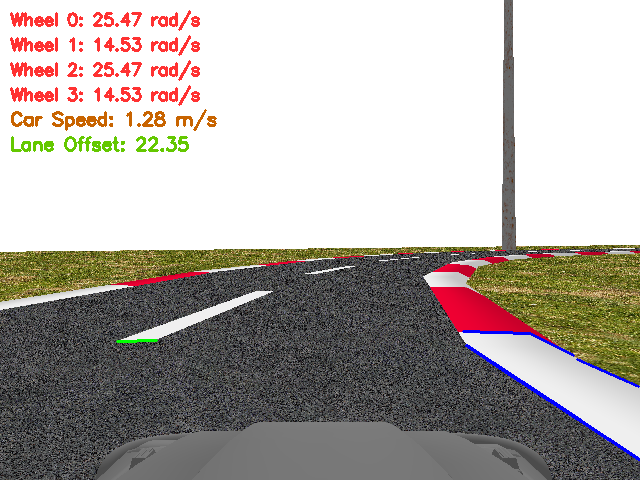 Wheel 0: 25.47 rad/s
Wheel 1: 14.53 rad/s
Wheel 2: 25.47 rad/s
Wheel 3: 14.53 rad/s
Car Speed: 1.28 m/s
Lane Offset: 22.35